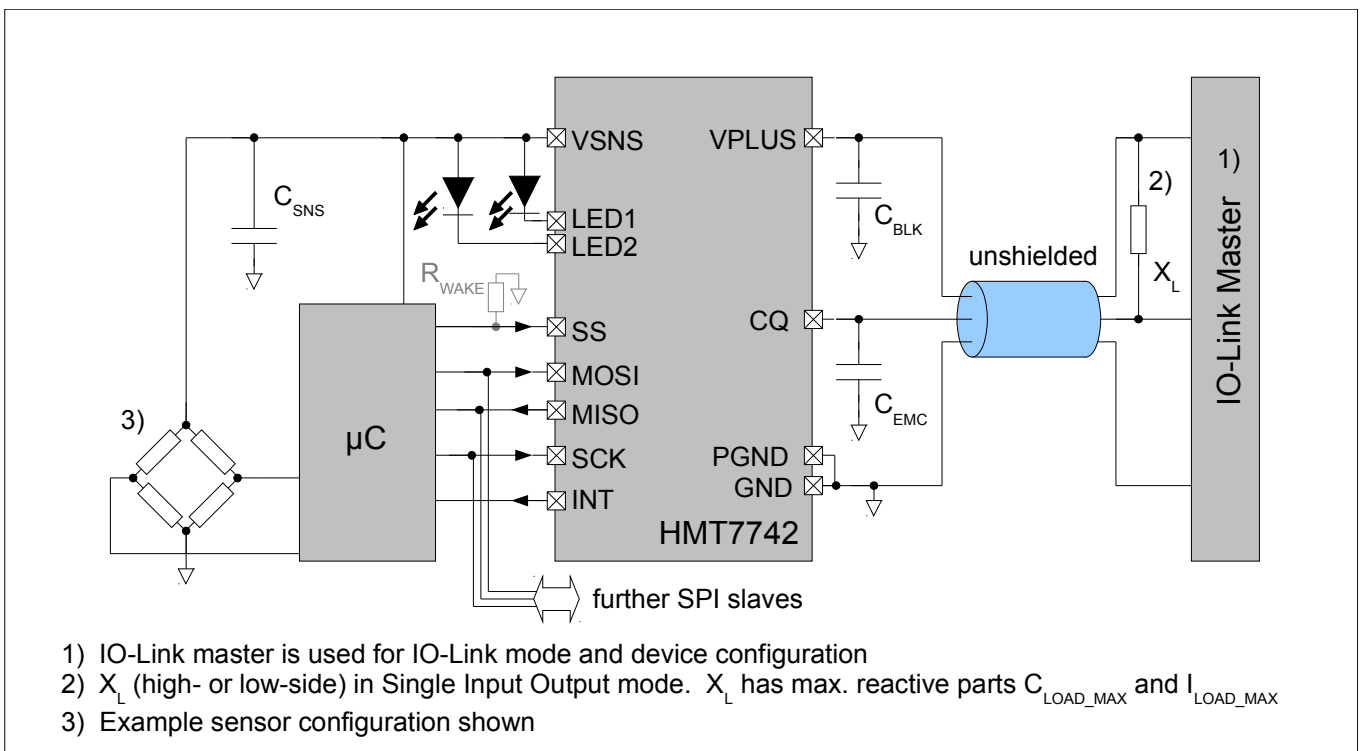 VSNS
VPLUS
1)
2)
C_SNS
LED1
LED2
C_BLK
R_WAKE
unshielded
X_L
IO-Link Master
SS
CQ
MOSI
3)
MISO
C_EMC
µC
SCK
PGND
INT
GND
HMT7742
further SPI slaves
1) IO-Link master is used for IO-Link mode and device configuration
2) X_L (high- or low-side) in Single Input Output mode. X_L has max. reactive parts C_LOAD_MAX and I_LOAD_MAX
3) Example sensor configuration shown